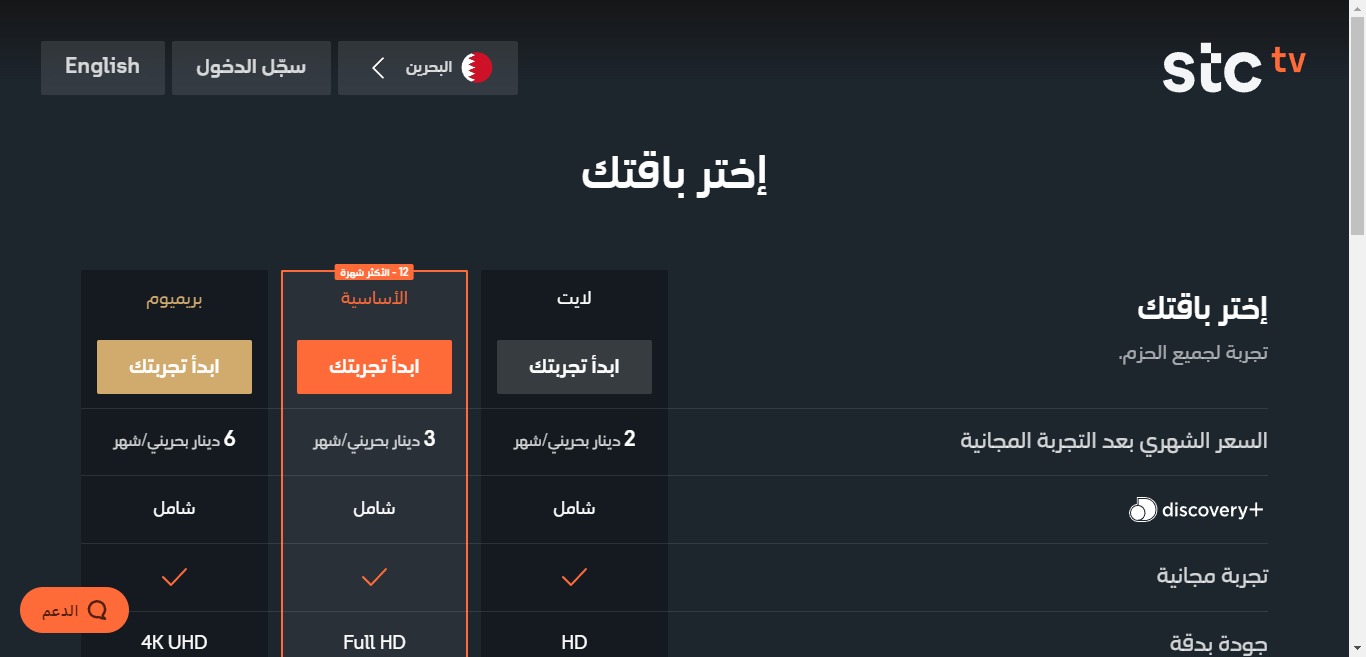 stc tv
البحرين
سجّل الدخول
English
إختر باقتك
إختر باقتك
تجربة لجميع الحزم.
لايت
ابدأ تجربتك
12 - الأكثر شهرة
الأساسية
ابدأ تجربتك
بريميوم
ابدأ تجربتك
السعر الشهري بعد التجربة المجانية
2 دينار بحريني/شهر
3 دينار بحريني/شهر
6 دينار بحريني/شهر
discovery+
شامل
شامل
شامل
تجربة مجانية
جودة بدقة
HD
Full HD
4K UHD
الدعم